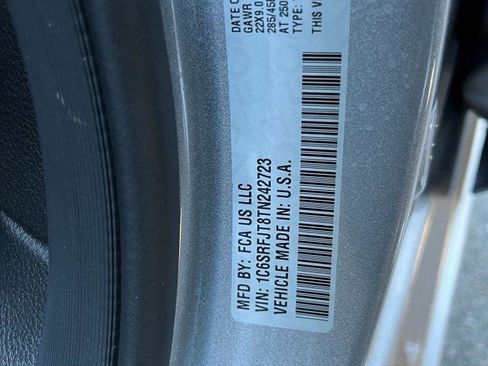 DATE O
GAWR
22X9.0
285/45R
AT 250
TYPE:
THIS V
MFD BY: FCA US LLC
VIN: 1C6SRFJT8TN242723
VEHICLE MADE IN: U.S.A.